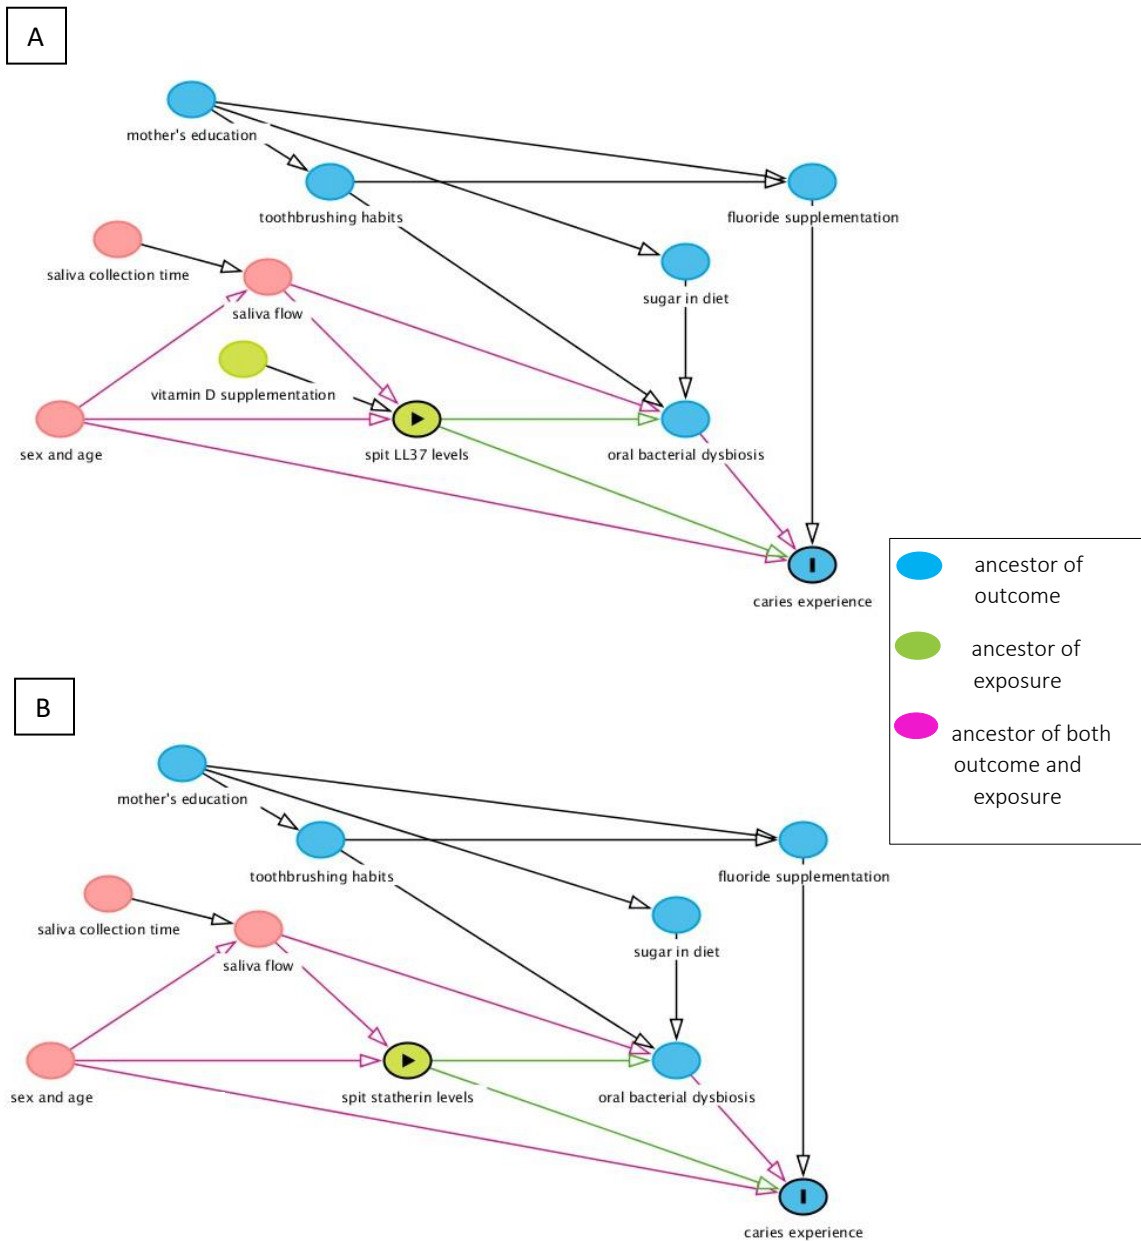 A
mother's education
toothbrushing habits
fluoride supplementation
saliva collection time
sugar in diet
saliva flow
vitamin D supplementation
sex and age
spit LL37 levels
oral bacterial dysbiosis
caries experience
ancestor of
outcome
ancestor of
exposure
ancestor of both
outcome and
exposure
B
mother's education
toothbrushing habits
fluoride supplementation
saliva collection time
sugar in diet
saliva flow
sex and age
spit statherin levels
oral bacterial dysbiosis
caries experience